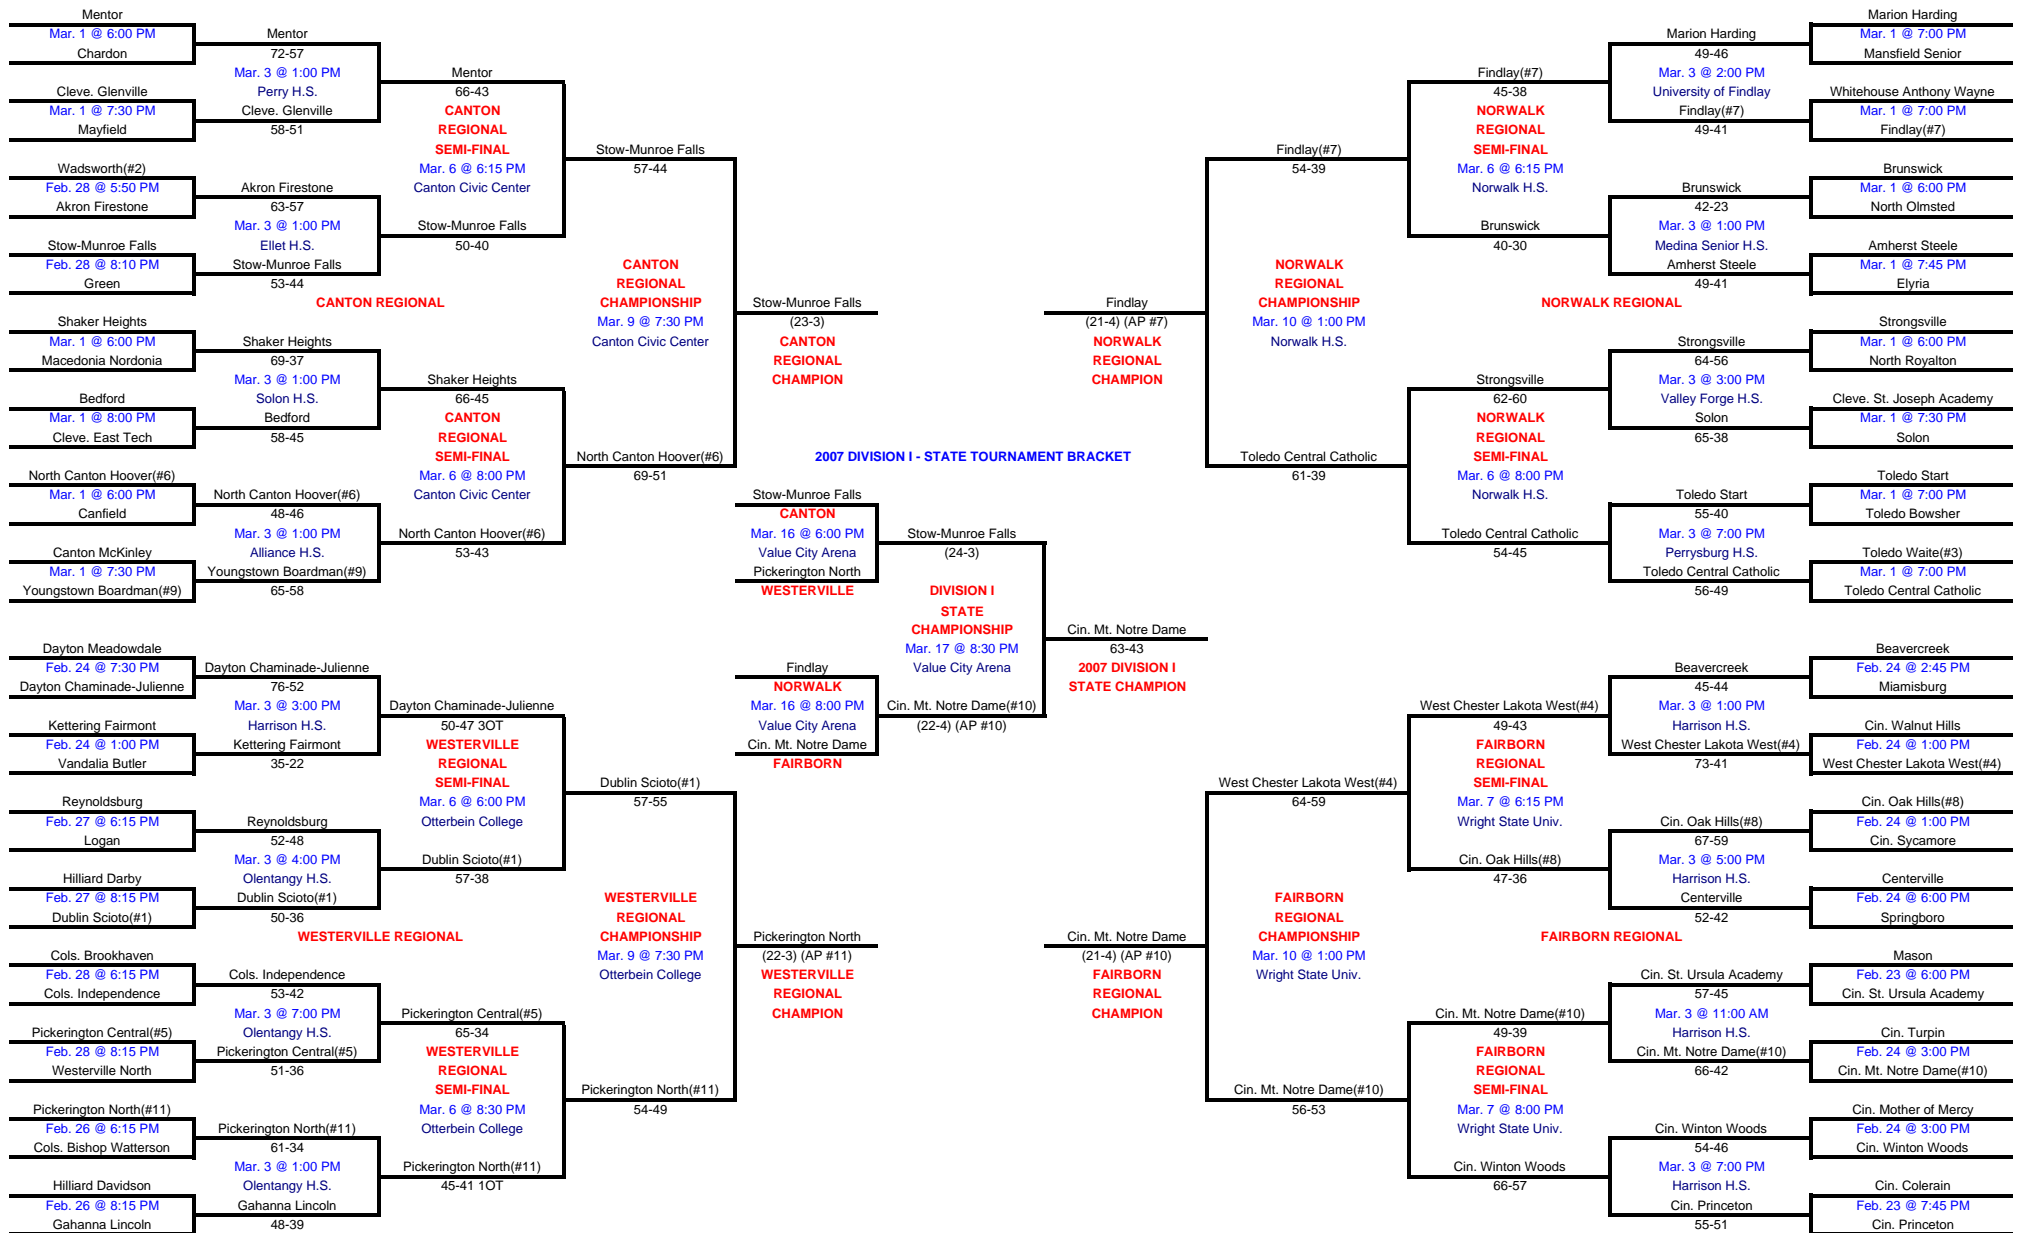 Mentor
Mar. 1 @ 6:00 PM
Chardon
Cleve. Glenville
Mar. 1 @ 7:30 PM
Mayfield
Wadsworth(#2)
Feb. 28 @ 5:50 PM
Akron Firestone
Stow-Munroe Falls
Feb. 28 @ 8:10 PM
Green
Shaker Heights
Mar. 1 @ 6:00 PM
Macedonia Nordonia
Bedford
Mar. 1 @ 8:00 PM
Cleve. East Tech
North Canton Hoover(#6)
Mar. 1 @ 6:00 PM
Canfield
Canton McKinley
Mar. 1 @ 7:30 PM
Youngstown Boardman(#9)
Mentor
72-57
Mar. 3 @ 1:00 PM
Perry H.S.
Cleve. Glenville
58-51
Akron Firestone
63-57
Mar. 3 @ 1:00 PM
Ellet H.S.
Stow-Munroe Falls
53-44
CANTON REGIONAL
Shaker Heights
69-37
Mar. 3 @ 1:00 PM
Solon H.S.
Bedford
58-45
North Canton Hoover(#6)
48-46
Mar. 3 @ 1:00 PM
Alliance H.S.
Youngstown Boardman(#9)
65-58
Mentor
66-43
CANTON
REGIONAL
SEMI-FINAL
Mar. 6 @ 6:15 PM
Canton Civic Center
Stow-Munroe Falls
50-40
Shaker Heights
66-45
CANTON
REGIONAL
SEMI-FINAL
Mar. 6 @ 8:00 PM
Canton Civic Center
North Canton Hoover(#6)
53-43
Stow-Munroe Falls
57-44
CANTON
REGIONAL
CHAMPIONSHIP
Mar. 9 @ 7:30 PM
Canton Civic Center
North Canton Hoover(#6)
69-51
Stow-Munroe Falls
(23-3)
CANTON
REGIONAL
CHAMPION
Dayton Meadowdale
Feb. 24 @ 7:30 PM
Dayton Chaminade-Julienne
Kettering Fairmont
Feb. 24 @ 1:00 PM
Vandalia Butler
Reynoldsburg
Feb. 27 @ 6:15 PM
Logan
Hilliard Darby
Feb. 27 @ 8:15 PM
Dublin Scioto(#1)
Cols. Brookhaven
Feb. 28 @ 6:15 PM
Cols. Independence
Pickerington Central(#5)
Feb. 28 @ 8:15 PM
Westerville North
Pickerington North(#11)
Feb. 26 @ 6:15 PM
Cols. Bishop Watterson
Hilliard Davidson
Feb. 26 @ 8:15 PM
Gahanna Lincoln
Dayton Chaminade-Julienne
76-52
Mar. 3 @ 3:00 PM
Harrison H.S.
Kettering Fairmont
35-22
Reynoldsburg
52-48
Mar. 3 @ 4:00 PM
Olentangy H.S.
Dublin Scioto(#1)
50-36
WESTERVILLE REGIONAL
Cols. Independence
53-42
Mar. 3 @ 7:00 PM
Olentangy H.S.
Pickerington Central(#5)
51-36
Pickerington North(#11)
61-34
Mar. 3 @ 1:00 PM
Olentangy H.S.
Gahanna Lincoln
48-39
Dayton Chaminade-Julienne
50-47 3OT
WESTERVILLE
REGIONAL
SEMI-FINAL
Mar. 6 @ 6:00 PM
Otterbein College
Dublin Scioto(#1)
57-38
Pickerington Central(#5)
65-34
WESTERVILLE
REGIONAL
SEMI-FINAL
Mar. 6 @ 8:30 PM
Otterbein College
Pickerington North(#11)
45-41 1OT
Dublin Scioto(#1)
57-55
WESTERVILLE
REGIONAL
CHAMPIONSHIP
Mar. 9 @ 7:30 PM
Otterbein College
Pickerington North(#11)
54-49
Pickerington North
(22-3) (AP #11)
WESTERVILLE
REGIONAL
CHAMPION
2007 DIVISION I - STATE TOURNAMENT BRACKET
Stow-Munroe Falls
CANTON
Mar. 16 @ 6:00 PM
Value City Arena
Pickerington North
WESTERVILLE
Findlay
NORWALK
Mar. 16 @ 8:00 PM
Value City Arena
Cin. Mt. Notre Dame
FAIRBORN
Stow-Munroe Falls
(24-3)
DIVISION I
STATE
CHAMPIONSHIP
Mar. 17 @ 8:30 PM
Value City Arena
Cin. Mt. Notre Dame(#10)
(22-4) (AP #10)
Cin. Mt. Notre Dame
63-43
2007 DIVISION I
STATE CHAMPION
Findlay
(21-4) (AP #7)
NORWALK
REGIONAL
CHAMPION
Findlay(#7)
54-39
NORWALK
REGIONAL
CHAMPIONSHIP
Mar. 10 @ 1:00 PM
Norwalk H.S.
Toledo Central Catholic
61-39
Findlay(#7)
45-38
NORWALK
REGIONAL
SEMI-FINAL
Mar. 6 @ 6:15 PM
Norwalk H.S.
Brunswick
40-30
Strongsville
62-60
NORWALK
REGIONAL
SEMI-FINAL
Mar. 6 @ 8:00 PM
Norwalk H.S.
Toledo Central Catholic
54-45
Marion Harding
49-46
Mar. 3 @ 2:00 PM
University of Findlay
Findlay(#7)
49-41
Brunswick
42-23
Mar. 3 @ 1:00 PM
Medina Senior H.S.
Amherst Steele
49-41
NORWALK REGIONAL
Strongsville
64-56
Mar. 3 @ 3:00 PM
Valley Forge H.S.
Solon
65-38
Toledo Start
55-40
Mar. 3 @ 7:00 PM
Perrysburg H.S.
Toledo Central Catholic
56-49
Marion Harding
Mar. 1 @ 7:00 PM
Mansfield Senior
Whitehouse Anthony Wayne
Mar. 1 @ 7:00 PM
Findlay(#7)
Brunswick
Mar. 1 @ 6:00 PM
North Olmsted
Amherst Steele
Mar. 1 @ 7:45 PM
Elyria
Strongsville
Mar. 1 @ 6:00 PM
North Royalton
Cleve. St. Joseph Academy
Mar. 1 @ 7:30 PM
Solon
Toledo Start
Mar. 1 @ 7:00 PM
Toledo Bowsher
Toledo Waite(#3)
Mar. 1 @ 7:00 PM
Toledo Central Catholic
Cin. Mt. Notre Dame
(21-4) (AP #10)
FAIRBORN
REGIONAL
CHAMPION
West Chester Lakota West(#4)
64-59
FAIRBORN
REGIONAL
CHAMPIONSHIP
Mar. 10 @ 1:00 PM
Wright State Univ.
Cin. Mt. Notre Dame(#10)
56-53
West Chester Lakota West(#4)
49-43
FAIRBORN
REGIONAL
SEMI-FINAL
Mar. 7 @ 6:15 PM
Wright State Univ.
Cin. Oak Hills(#8)
47-36
Cin. Mt. Notre Dame(#10)
49-39
FAIRBORN
REGIONAL
SEMI-FINAL
Mar. 7 @ 8:00 PM
Wright State Univ.
Cin. Winton Woods
66-57
Beavercreek
45-44
Mar. 3 @ 1:00 PM
Harrison H.S.
West Chester Lakota West(#4)
73-41
Cin. Oak Hills(#8)
67-59
Mar. 3 @ 5:00 PM
Harrison H.S.
Centerville
52-42
FAIRBORN REGIONAL
Cin. St. Ursula Academy
57-45
Mar. 3 @ 11:00 AM
Harrison H.S.
Cin. Mt. Notre Dame(#10)
66-42
Cin. Winton Woods
54-46
Mar. 3 @ 7:00 PM
Harrison H.S.
Cin. Princeton
55-51
Beavercreek
Feb. 24 @ 2:45 PM
Miamisburg
Cin. Walnut Hills
Feb. 24 @ 1:00 PM
West Chester Lakota West(#4)
Cin. Oak Hills(#8)
Feb. 24 @ 1:00 PM
Cin. Sycamore
Centerville
Feb. 24 @ 6:00 PM
Springboro
Mason
Feb. 23 @ 6:00 PM
Cin. St. Ursula Academy
Cin. Turpin
Feb. 24 @ 3:00 PM
Cin. Mt. Notre Dame(#10)
Cin. Mother of Mercy
Feb. 24 @ 3:00 PM
Cin. Winton Woods
Cin. Colerain
Feb. 23 @ 7:45 PM
Cin. Princeton